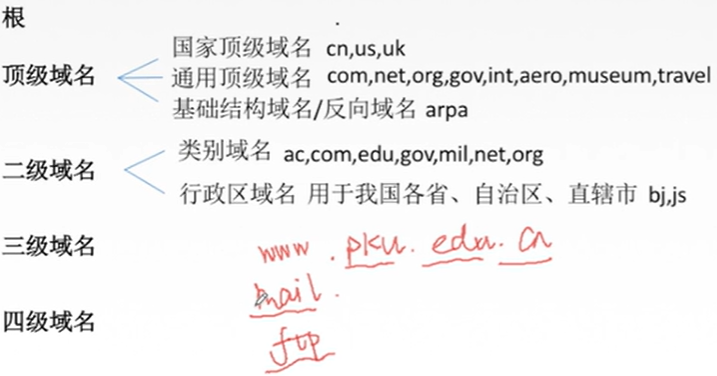 根 .
国家顶级域名 cn,us,uk
顶级域名 通用顶级域名 com,net,org,gov,int,aero,museum,travel
基础结构域名/反向域名 arpa
类别域名 ac,com,edu,gov,mil,net,org
二级域名
行政区域名 用于我国各省、自治区、直辖市 bj,js
三级域名 www.pku.edu.cn
mail.
四级域名
ftp